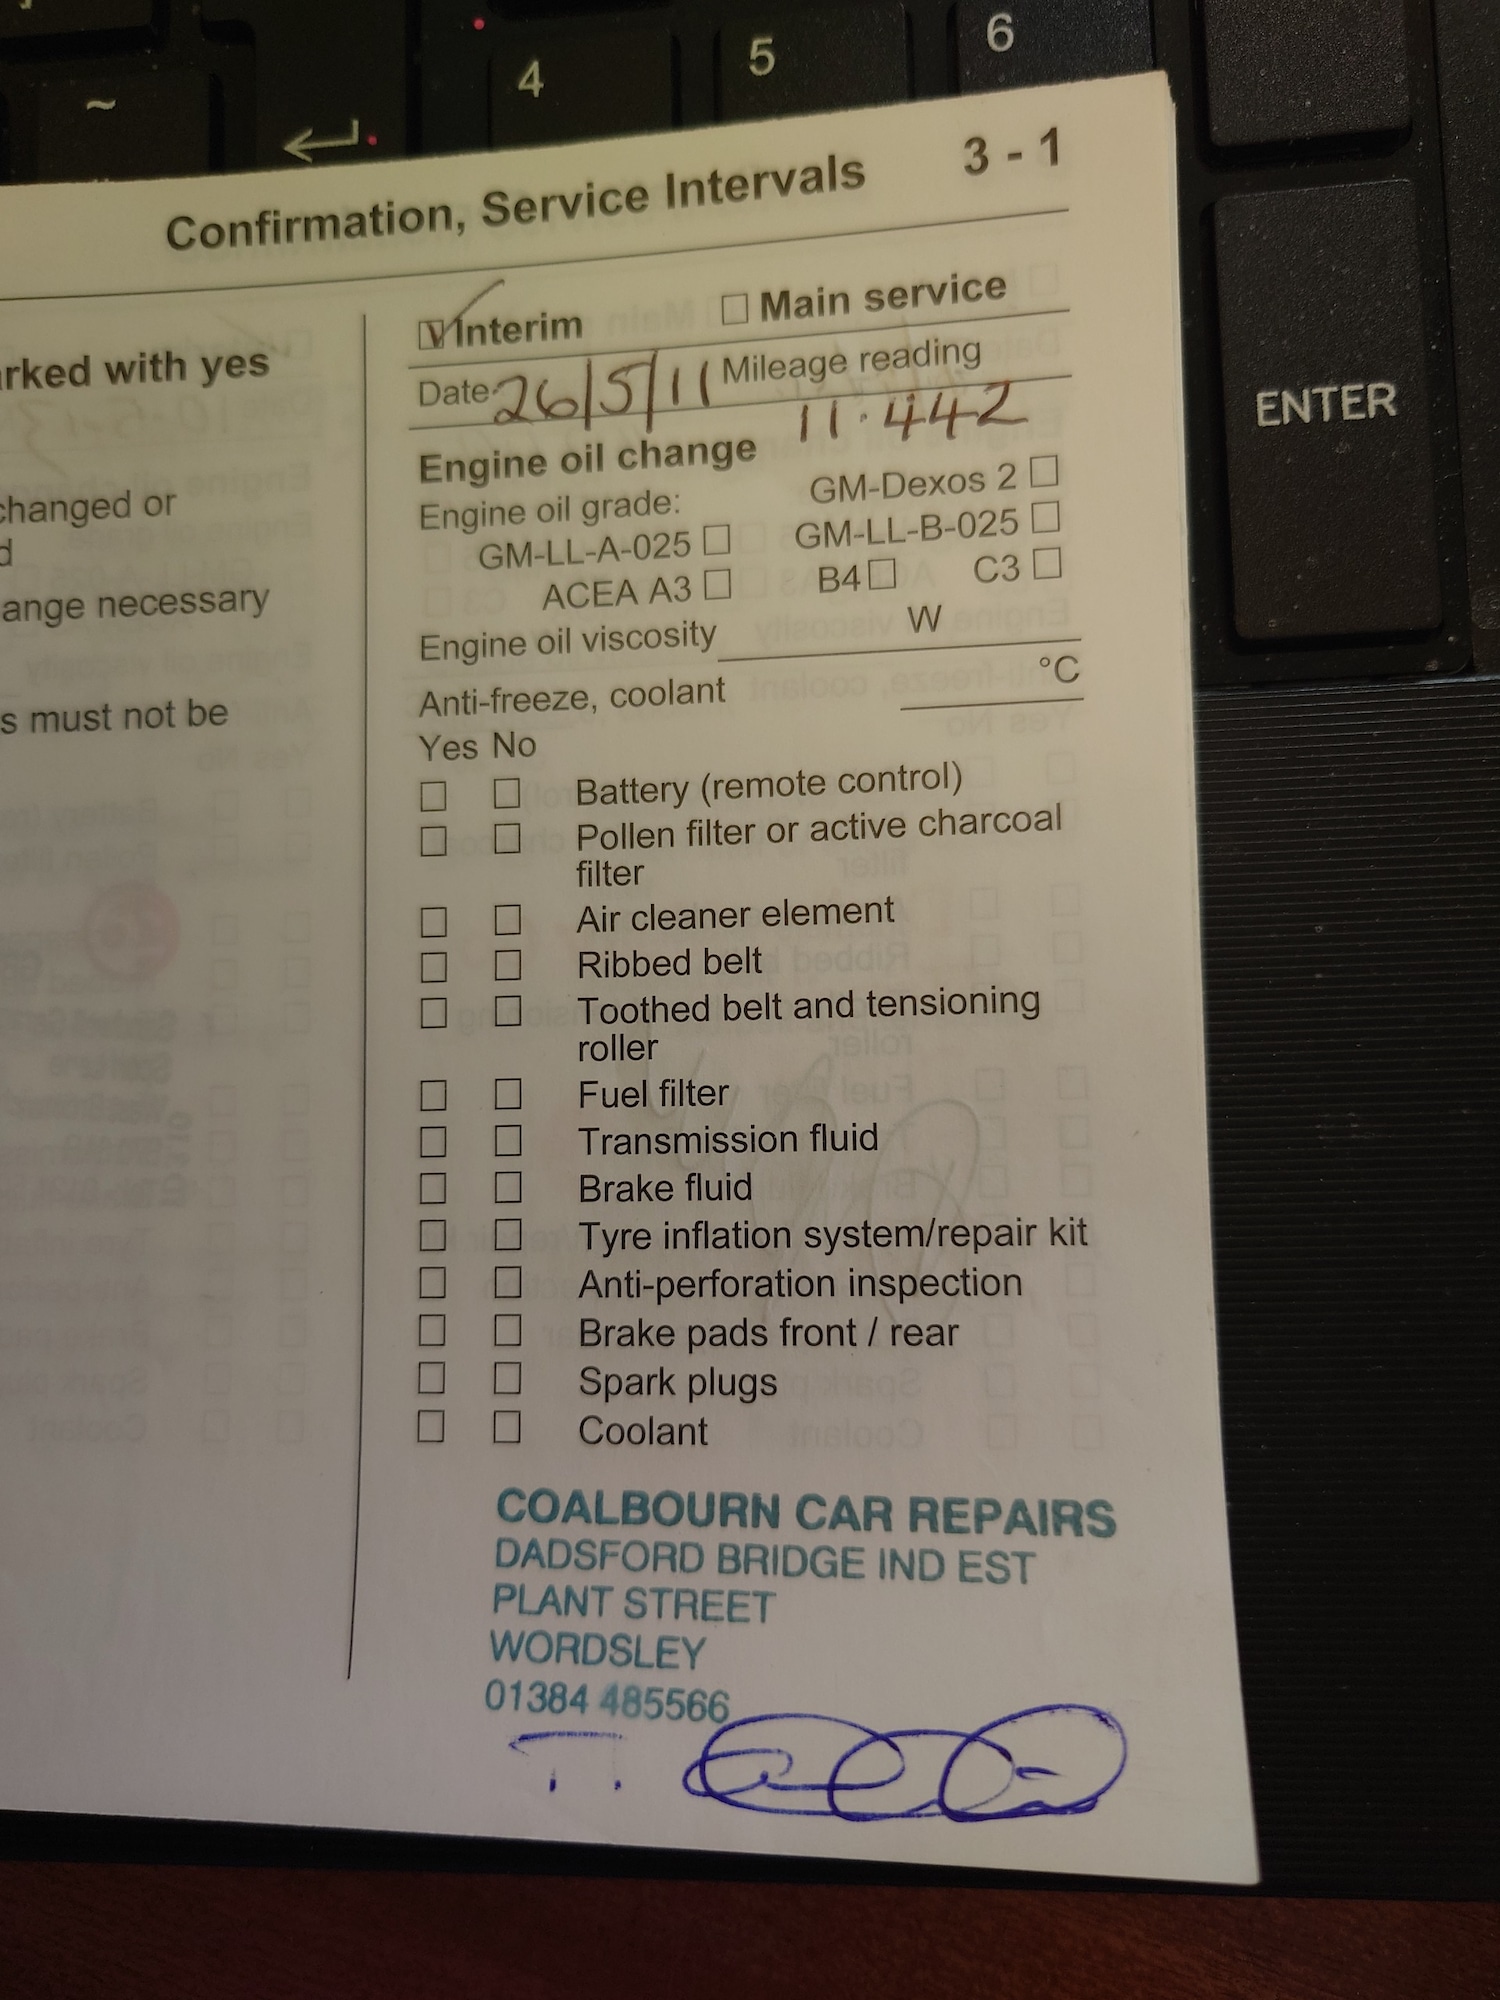 ~
4
5
6
ENTER
Confirmation, Service Intervals 3 - 1
rked with yes
changed or
d
ange necessary
s must not be
Interim Main service
Date 26/5/11 Mileage reading
11.442
Engine oil change
Engine oil grade: GM-Dexos 2
GM-LL-A-025 GM-LL-B-025
ACEA A3 B4 C3
Engine oil viscosity W
Anti-freeze, coolant °C
Yes No
Battery (remote control)
Pollen filter or active charcoal
filter
Air cleaner element
Ribbed belt
Toothed belt and tensioning
roller
Fuel filter
Transmission fluid
Brake fluid
Tyre inflation system/repair kit
Anti-perforation inspection
Brake pads front / rear
Spark plugs
Coolant
COALBOURN CAR REPAIRS
DADSFORD BRIDGE IND EST
PLANT STREET
WORDSLEY
01384 485566